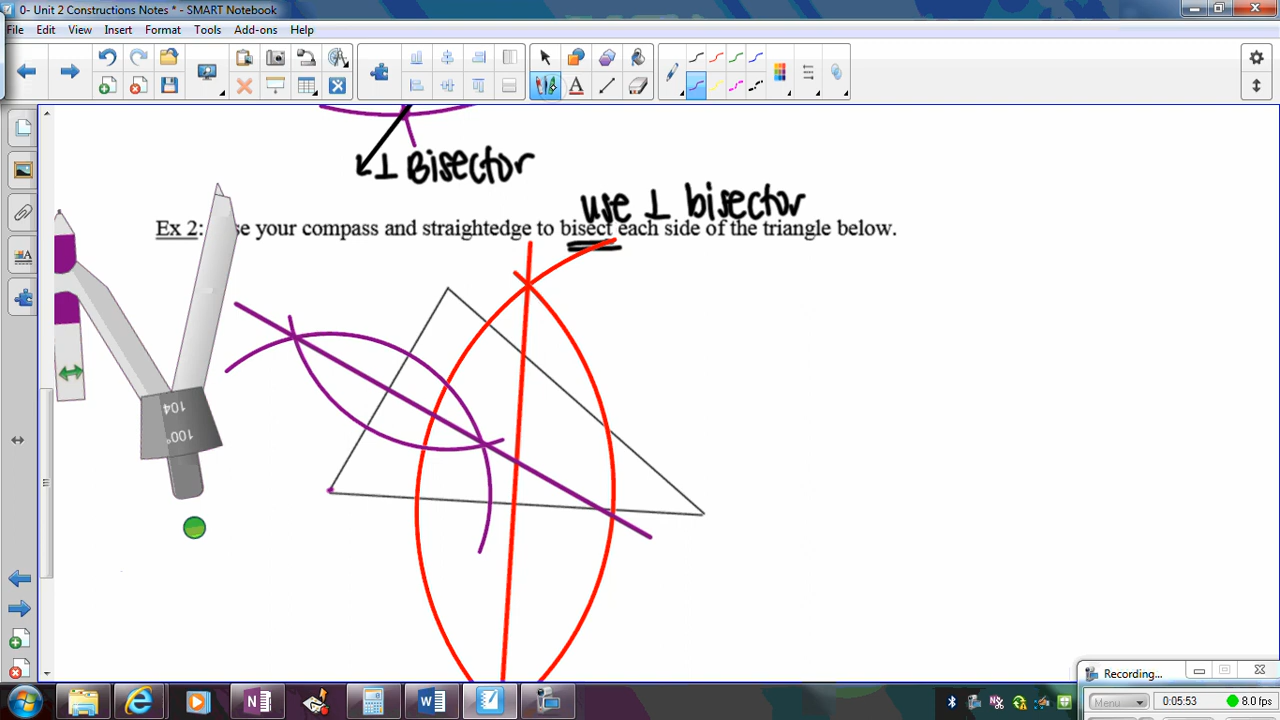 0- Unit 2 Constructions Notes * - SMART Notebook
File Edit View Insert Format Tools Add-ons Help
⊥ Bisector
use ⊥ bisector
Ex 2: se your compass and straightedge to bisect each side of the triangle below.
104
100°
Recording...
Menu 0:05:53 8.0 fps